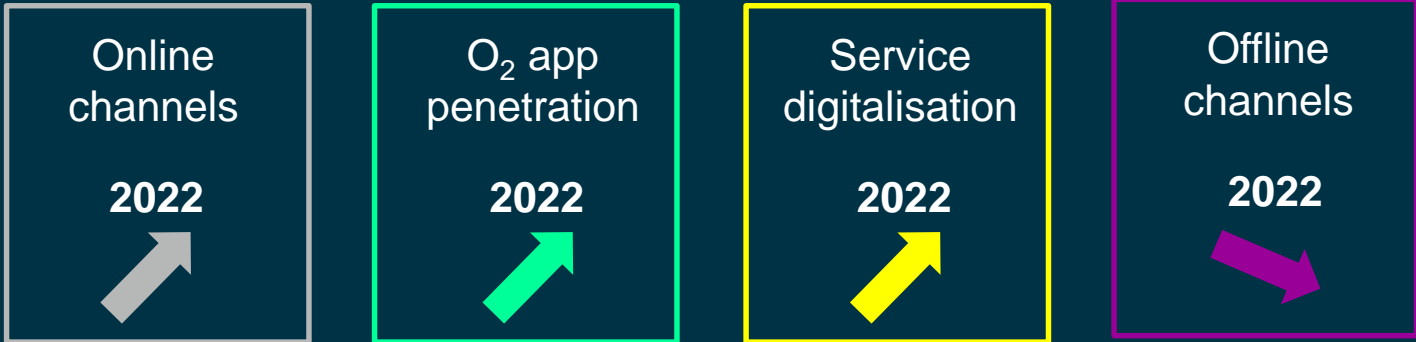 Online
channels
2022
O₂ app
penetration
2022
Service
digitalisation
2022
Offline
channels
2022